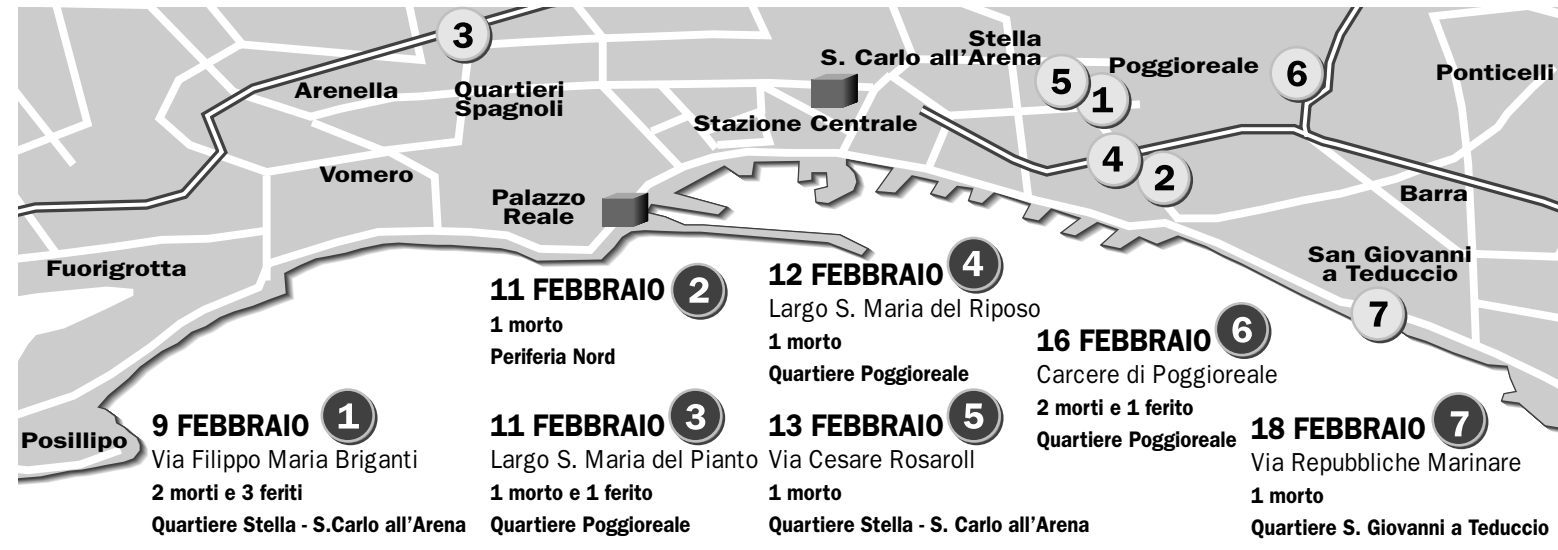 3
Stella
S. Carlo all'Arena
5
1
Poggioreale
6
Ponticelli
Arenella
Quartieri
Spagnoli
Stazione Centrale
4
2
Vomero
Palazzo
Reale
Barra
Fuorigrotta
San Giovanni
a Teduccio
7
Posillipo
9 FEBBRAIO 1
Via Filippo Maria Briganti
2 morti e 3 feriti
Quartiere Stella - S.Carlo all'Arena
11 FEBBRAIO 2
1 morto
Periferia Nord
11 FEBBRAIO 3
Largo S. Maria del Pianto
1 morto e 1 ferito
Quartiere Poggioreale
12 FEBBRAIO 4
Largo S. Maria del Riposo
1 morto
Quartiere Poggioreale
13 FEBBRAIO 5
Via Cesare Rosaroll
1 morto
Quartiere Stella - S. Carlo all'Arena
16 FEBBRAIO 6
Carcere di Poggioreale
2 morti e 1 ferito
Quartiere Poggioreale
18 FEBBRAIO 7
Via Repubbliche Marinare
1 morto
Quartiere S. Giovanni a Teduccio